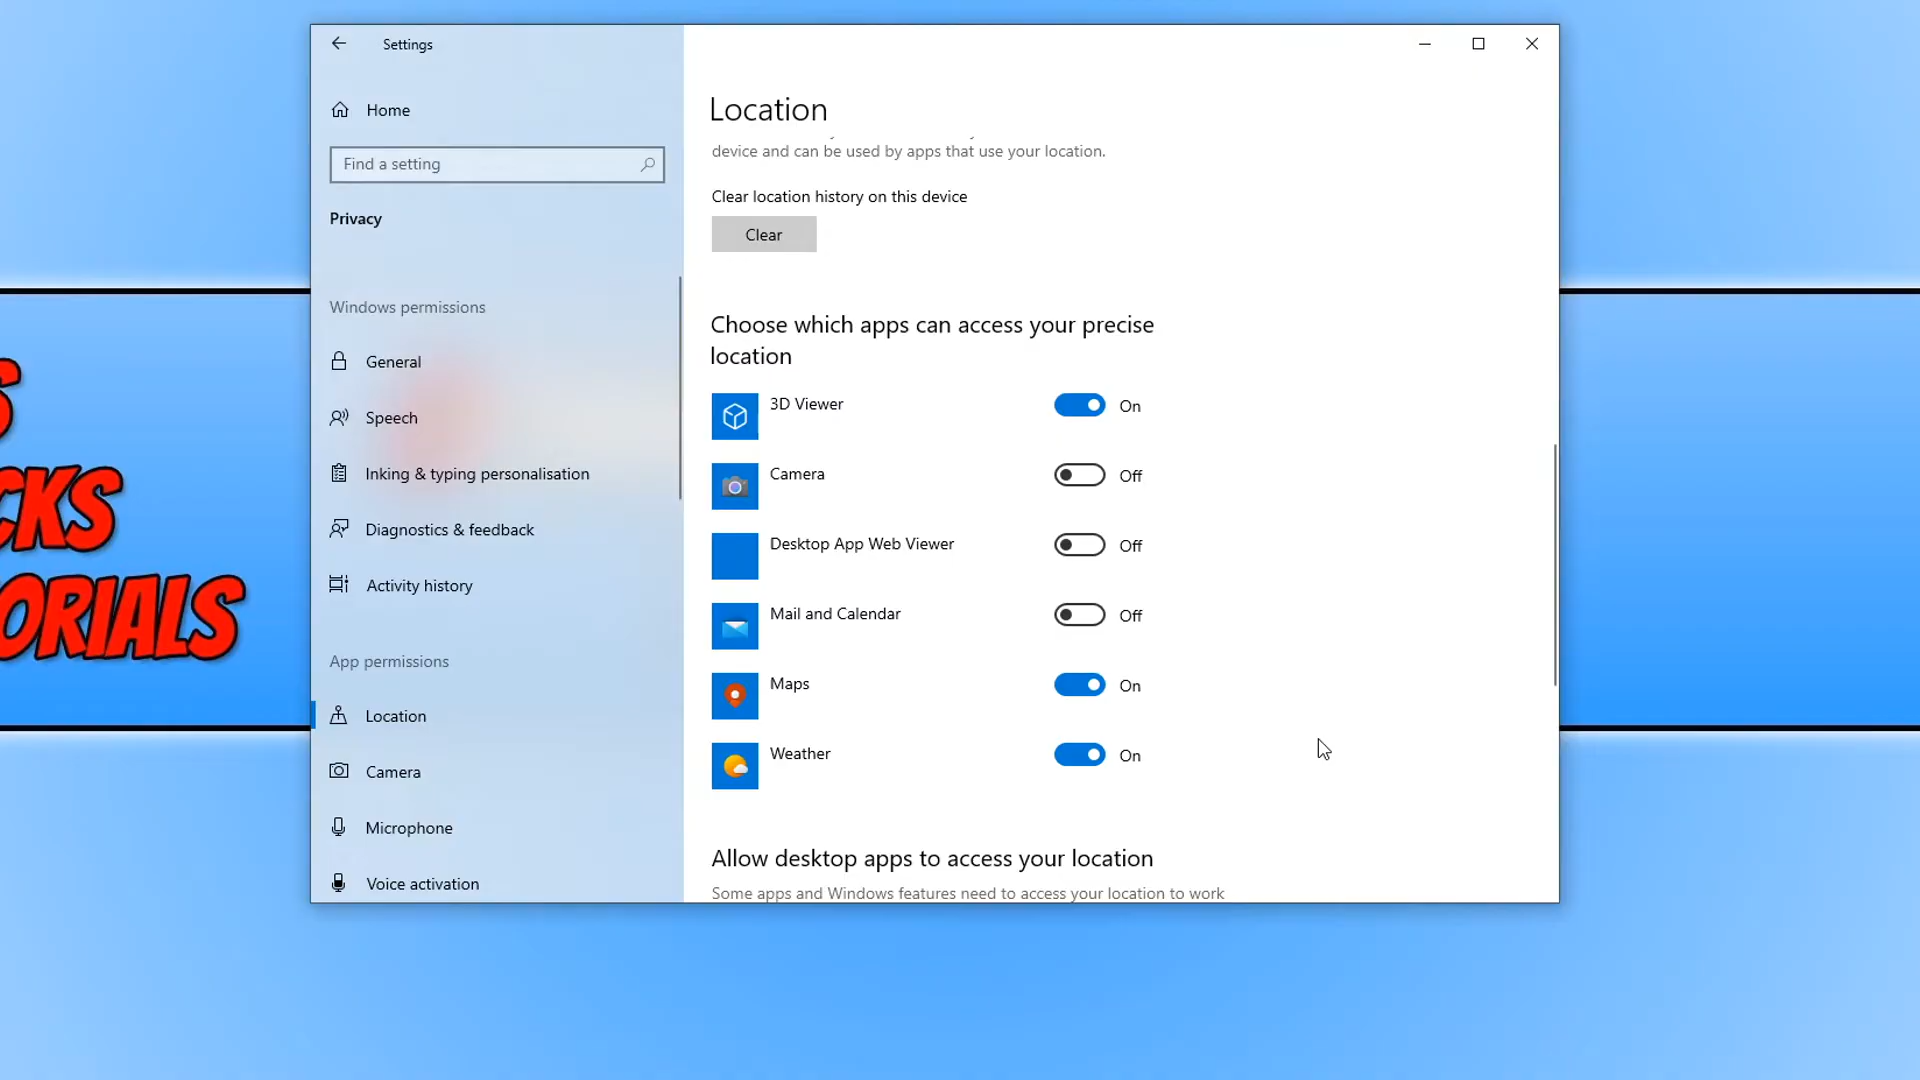 Settings
Home
Find a setting
Privacy
Windows permissions
General
Speech
Inking & typing personalisation
Diagnostics & feedback
Activity history
App permissions
Location
Camera
Microphone
Voice activation
Location
device and can be used by apps that use your location.
Clear location history on this device
Clear
Choose which apps can access your precise
location
3D Viewer On
Camera Off
Desktop App Web Viewer Off
Mail and Calendar Off
Maps On
Weather On
Allow desktop apps to access your location
Some apps and Windows features need to access your location to work
S
CKS
ORIALS